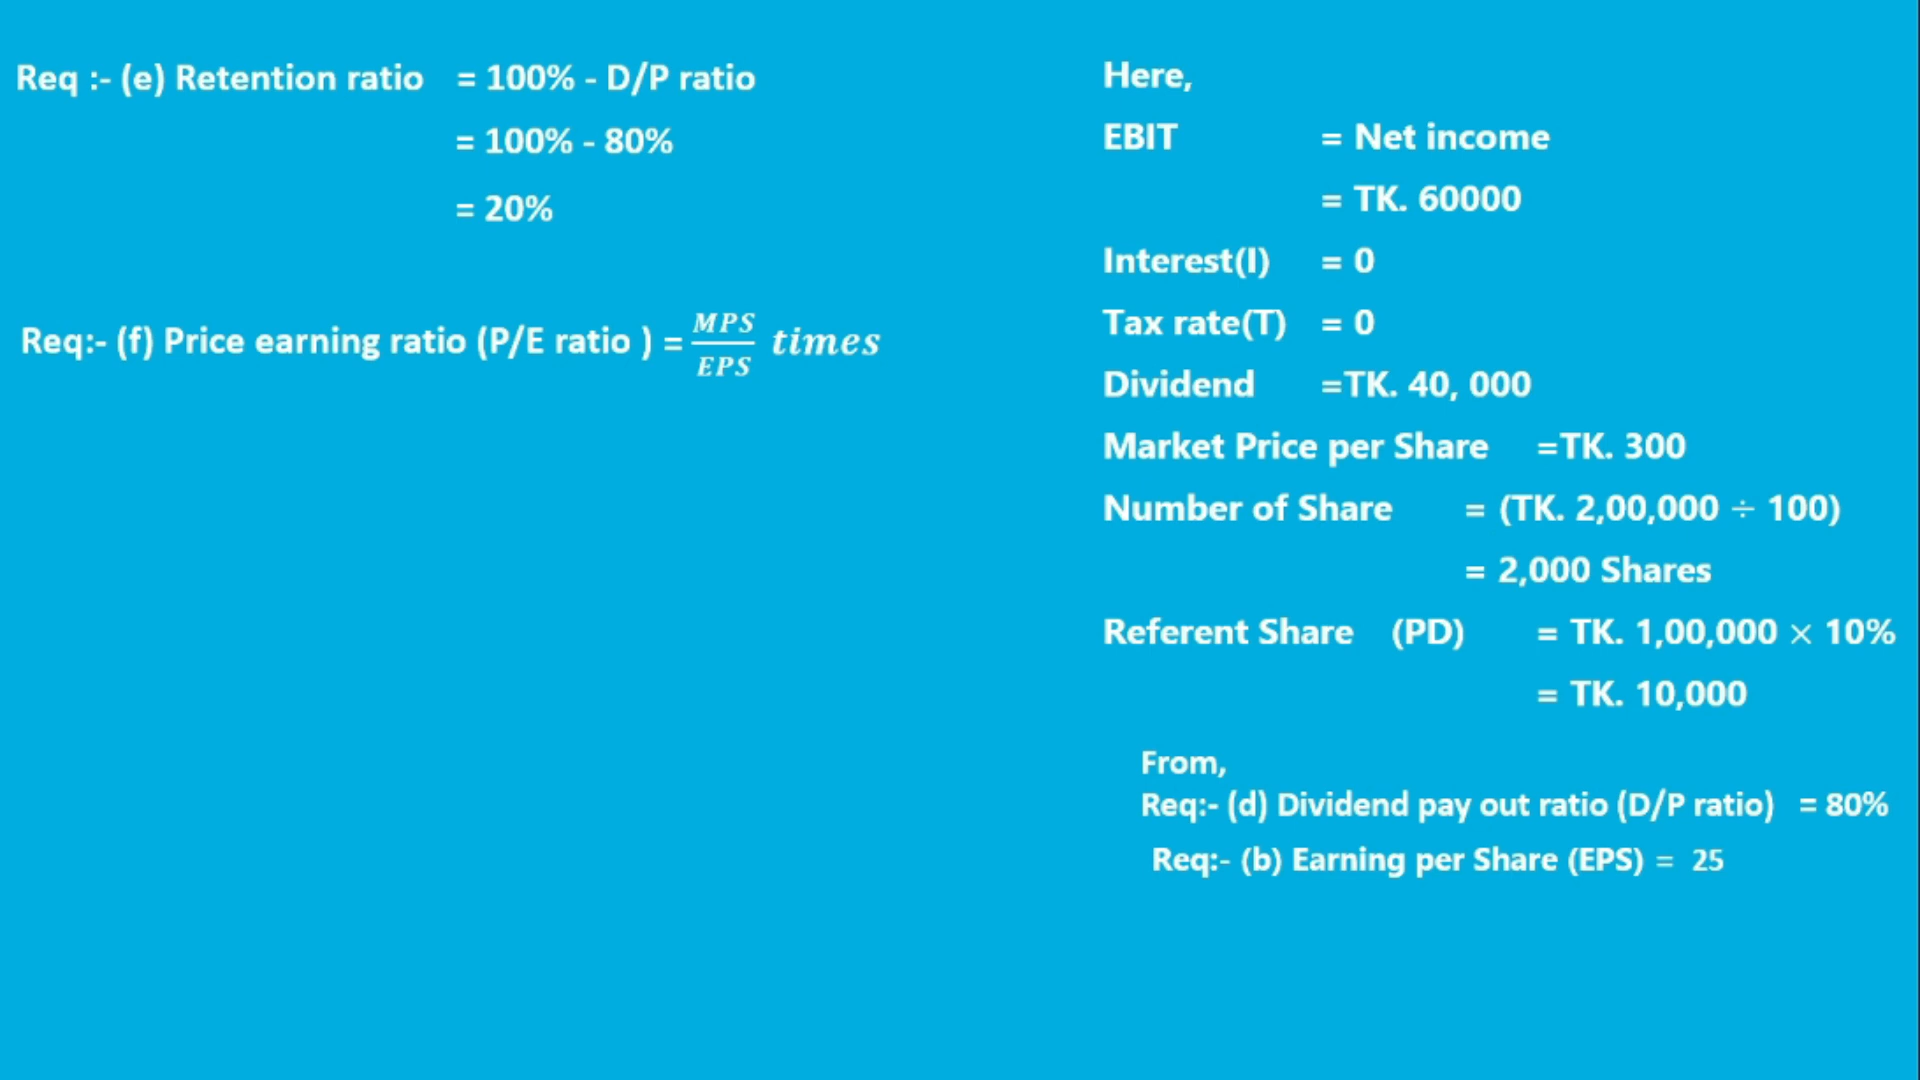 Req :- (e) Retention ratio = 100% - D/P ratio
= 100% - 80%
= 20%
Req:- (f) Price earning ratio (P/E ratio ) = MPS/EPS times
Here,
EBIT = Net income
= TK. 60000
Interest(I) = 0
Tax rate(T) = 0
Dividend =TK. 40, 000
Market Price per Share =TK. 300
Number of Share = (TK. 2,00,000 ÷ 100)
= 2,000 Shares
Referent Share (PD) = TK. 1,00,000 × 10%
= TK. 10,000
From,
Req:- (d) Dividend pay out ratio (D/P ratio) = 80%
Req:- (b) Earning per Share (EPS) = 25